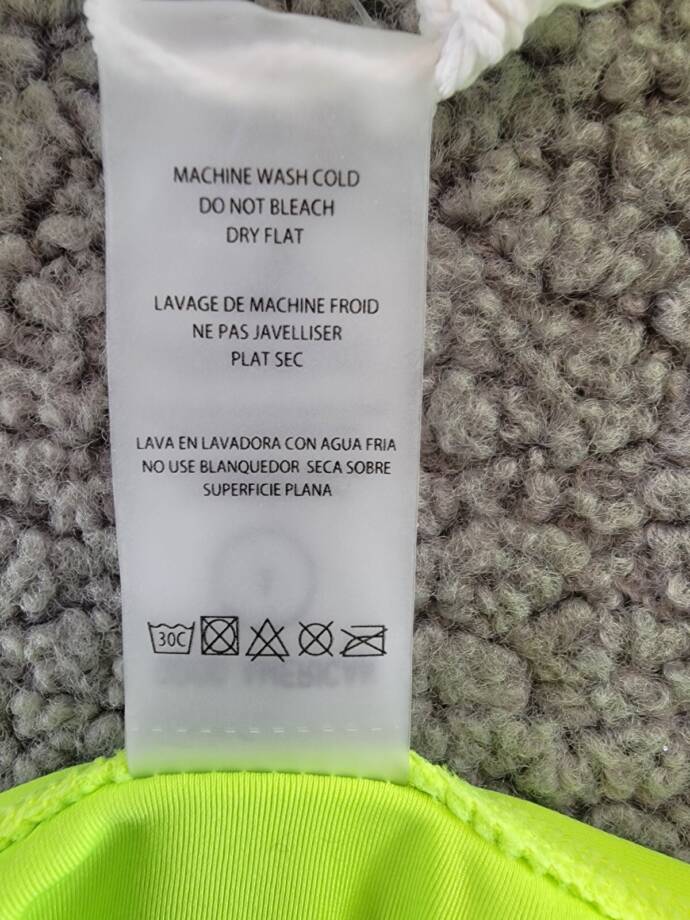 MACHINE WASH COLD
DO NOT BLEACH
DRY FLAT
LAVAGE DE MACHINE FROID
NE PAS JAVELLISER
PLAT SEC
LAVA EN LAVADORA CON AGUA FRIA
NO USE BLANQUEDOR SECA SOBRE
SUPERFICIE PLANA
30C